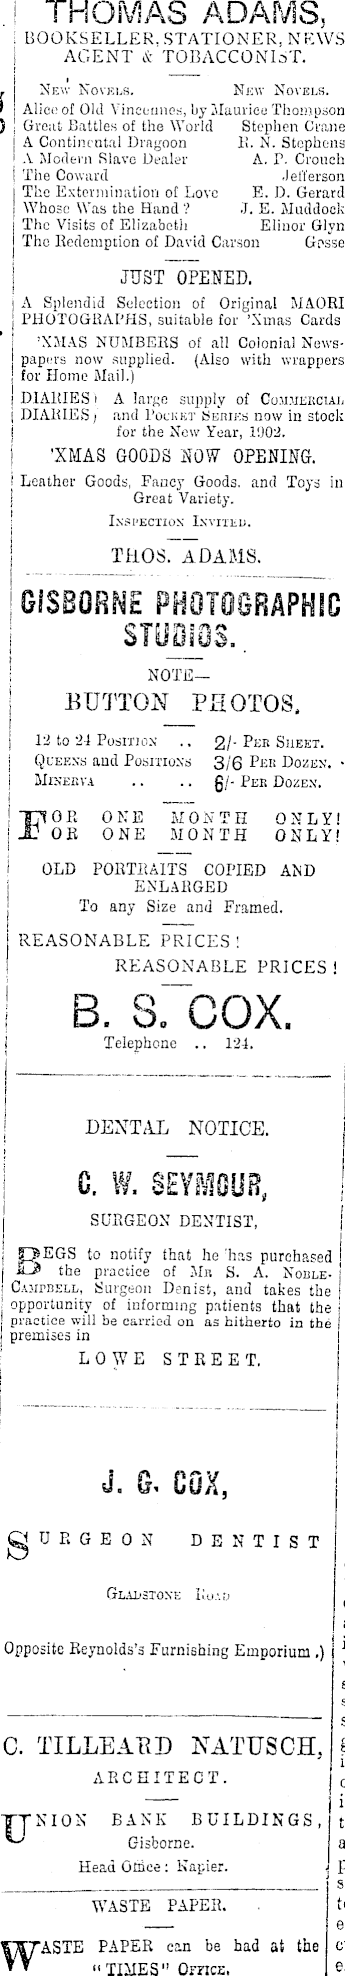 THOMAS ADAMS,
BOOKSELLER, STATIONER, NEWS
AGENT & TOBACCONIST.
NEW NOVELS. NEW NOVELS.
Alice of Old Vincennes, by Maurice Thompson
Great Battles of the World Stephen Crane
A Continental Dragoon R. N. Stephens
A Modern Slave Dealer A. P. Crouch
The Coward Jefferson
The Extermination of Love E. D. Gerard
Whose Was the Hand? J. E. Muddock
The Visits of Elizabeth Elinor Glyn
The Redemption of David Carson Gosse
JUST OPENED.
A Splendid Selection of Original MAORI
PHOTOGRAPHS, suitable for 'Xmas Cards
'XMAS NUMBERS of all Colonial News-
papers now supplied. (Also with wrappers
for Home Mail.)
DIARIES) A large supply of COMMERCIAL
DIARIES) and POCKET SERIES now in stock
for the New Year, 1902.
'XMAS GOODS NOW OPENING.
Leather Goods, Fancy Goods. and Toys in
Great Variety.
INSPECTION INVITED.
THOS. ADAMS.
GISBORNE PHOTOGRAPHIC
STUDIOS.
NOTE—
BUTTON PHOTOS.
12 to 24 POSITION .. 2/- PER SHEET.
QUEENS and POSITIONS 3/6 PER DOZEN.
MINERVA .. .. 6/- PER DOZEN.
FOR ONE MONTH ONLY!
FOR ONE MONTH ONLY!
OLD PORTRAITS COPIED AND
ENLARGED
To any Size and Framed.
REASONABLE PRICES!
REASONABLE PRICES!
B. S. COX.
Telephone .. 124.
DENTAL NOTICE.
C. W. SEYMOUR,
SURGEON DENTIST,
BEGS to notify that he has purchased
the practice of MR S. A. NOBLE-
CAMPBELL, Surgeon Denist, and takes the
opportunity of informing patients that the
practice will be carried on as hitherto in the
premises in
LOWE STREET.
J. G. COX,
SURGEON DENTIST
GLADSTONE ROAD
Opposite Reynolds's Furnishing Emporium.)
C. TILLEARD NATUSCH,
ARCHITECT.
UNION BANK BUILDINGS,
Gisborne.
Head Office: Napier.
WASTE PAPER.
WASTE PAPER can be had at the
"TIMES" OFFICE.